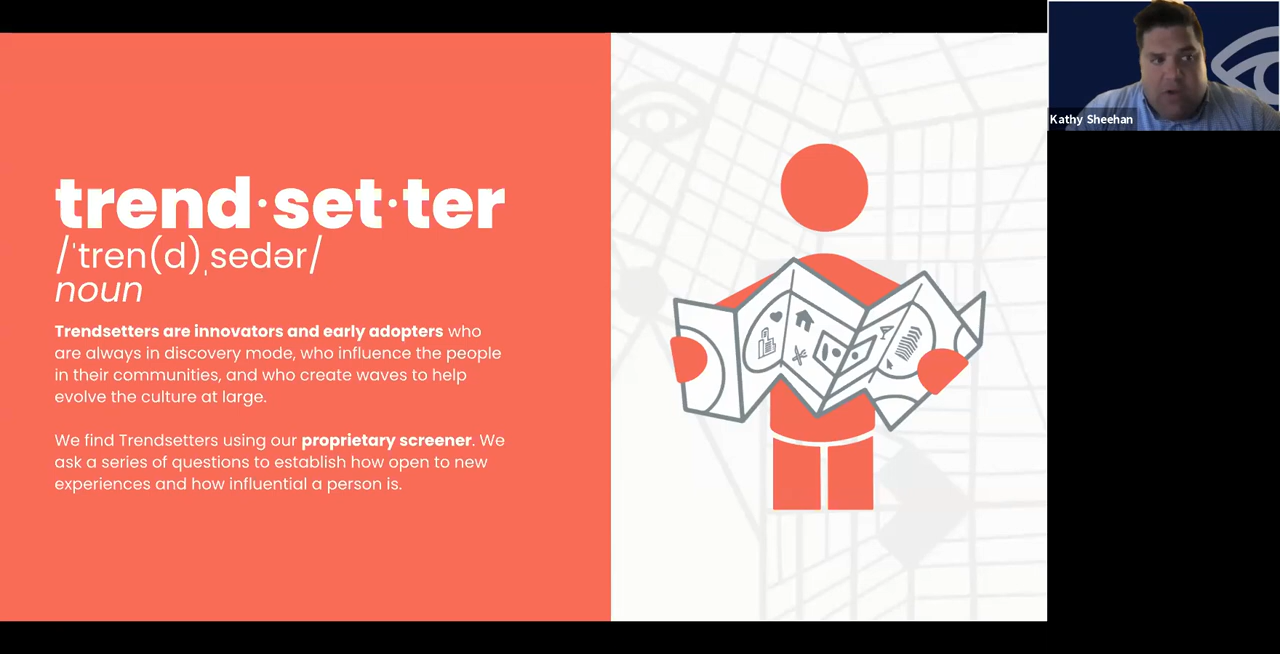 trend·set·ter
/ˈtren(d)ˌsedər/
noun
Trendsetters are innovators and early adopters who
are always in discovery mode, who influence the people
in their communities, and who create waves to help
evolve the culture at large.
We find Trendsetters using our proprietary screener. We
ask a series of questions to establish how open to new
experiences and how influential a person is.
Kathy Sheehan